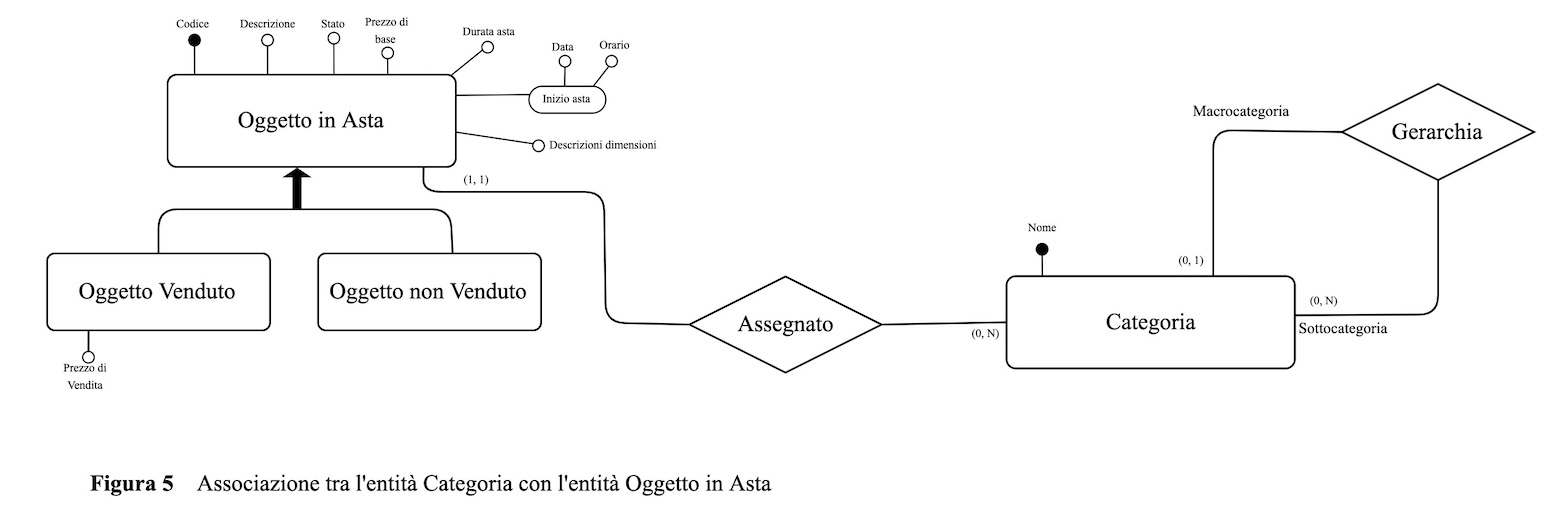 Codice
Descrizione
Stato
Prezzo di
base
Durata asta
Data
Orario
Inizio asta
Oggetto in Asta
Descrizioni dimensioni
(1, 1)
Oggetto Venduto
Oggetto non Venduto
Prezzo di
Vendita
Assegnato
(0, N)
Nome
Categoria
(0, 1)
Macrocategoria
Gerarchia
(0, N)
Sottocategoria
Figura 5 Associazione tra l'entità Categoria con l'entità Oggetto in Asta